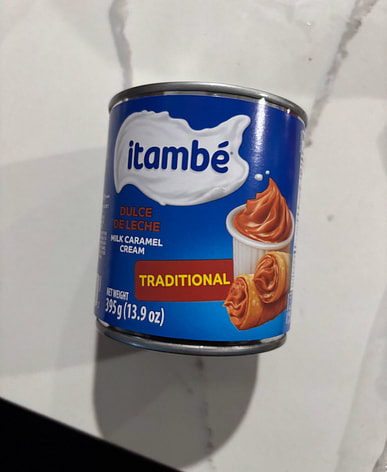 itambé
DULCE
DE LECHE
MILK CARAMEL
CREAM
TRADITIONAL
NET WEIGHT
395g (13.9 oz)